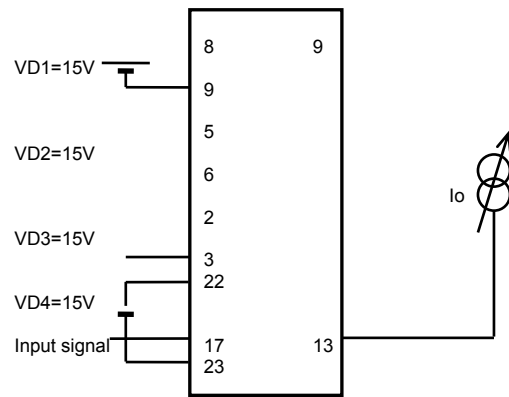 8 9
VD1=15V
9
5
VD2=15V
6
Io
2
VD3=15V
3
22
VD4=15V
Input signal 17 13
23